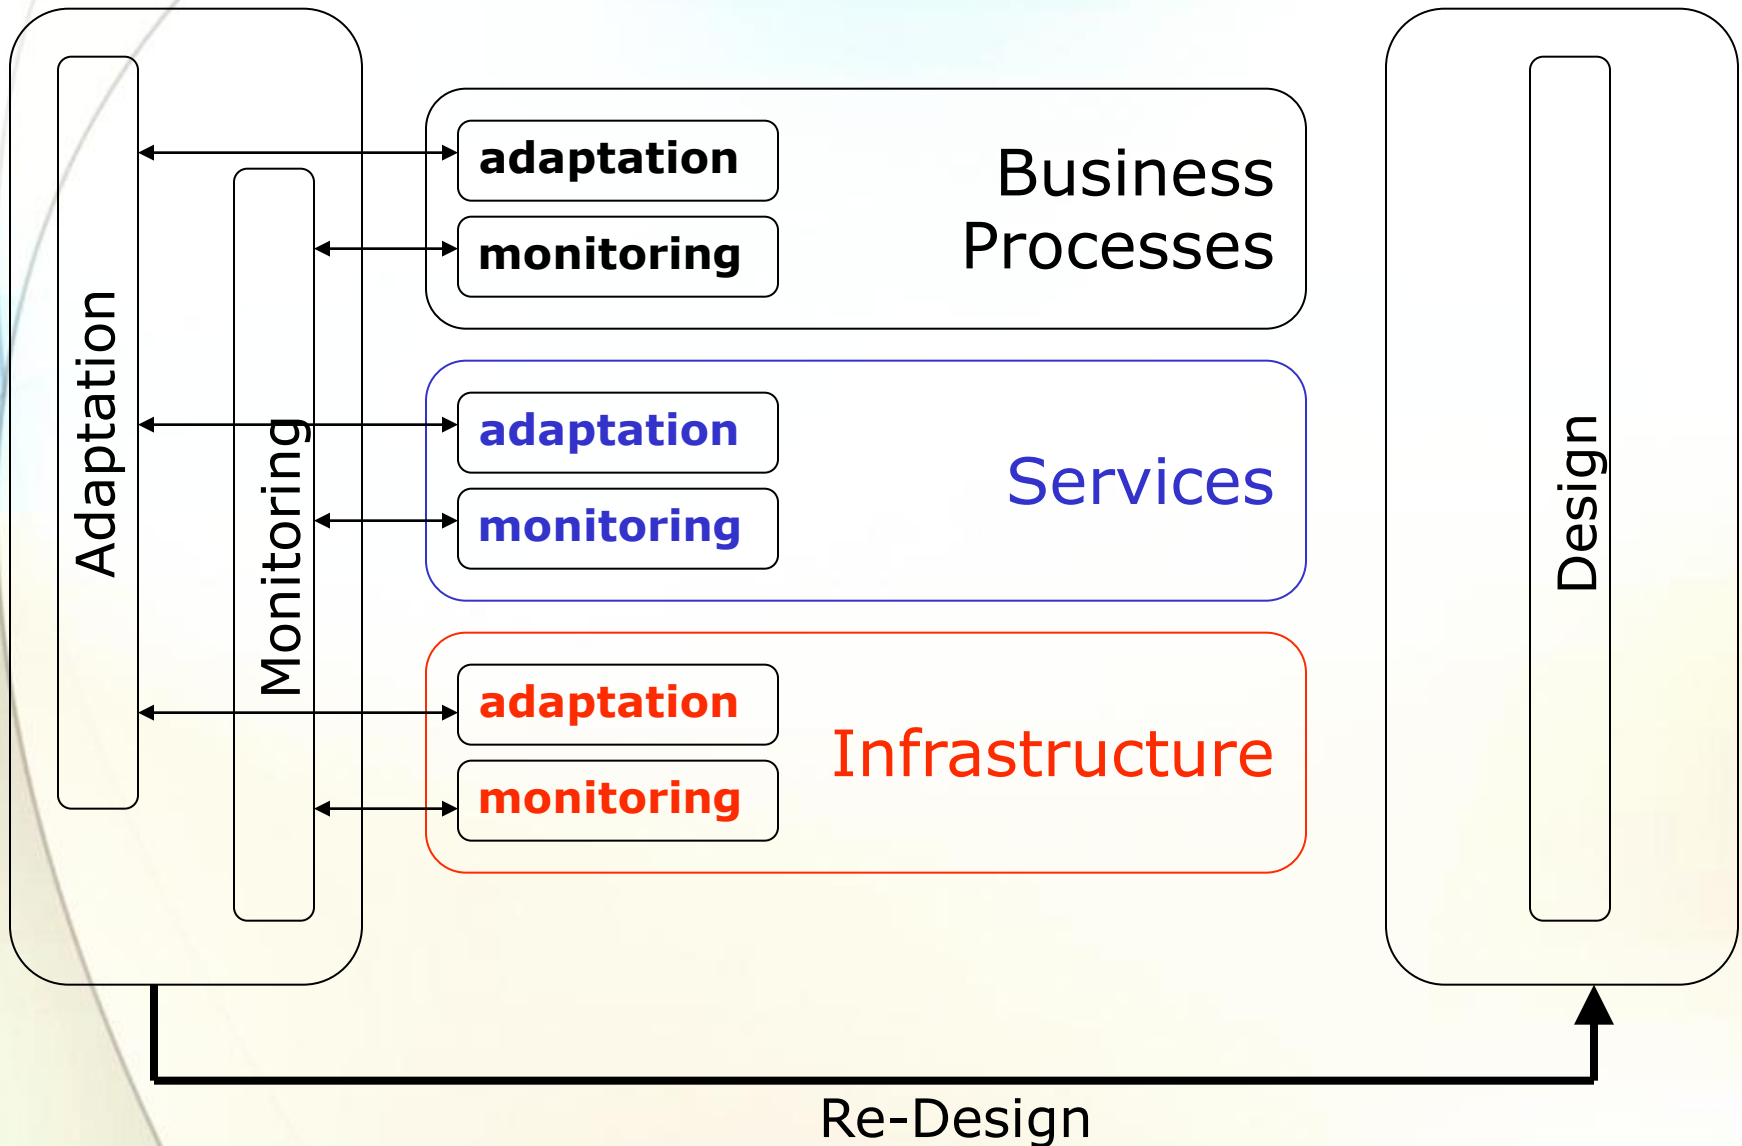 Adaptation
Monitoring
adaptation
monitoring
Business
Processes
adaptation
monitoring
Services
adaptation
monitoring
Infrastructure
Design
Re-Design